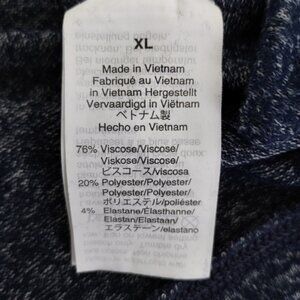 XL
Made in Vietnam
Fabriqué au Vietnam
in Vietnam Hergestellt
Vervaardigd in Viëtnam
ベトナム製
Hecho en Vietnam
76% Viscose/Viscose/
Viskose/Viscose/
ビスコース/viscosa
20% Polyester/Polyester/
Polyester/Polyester/
ポリエステル/poliéster
4% Elastane/Élasthanne/
Elastan/Elastaan/
エラステーン/elastano